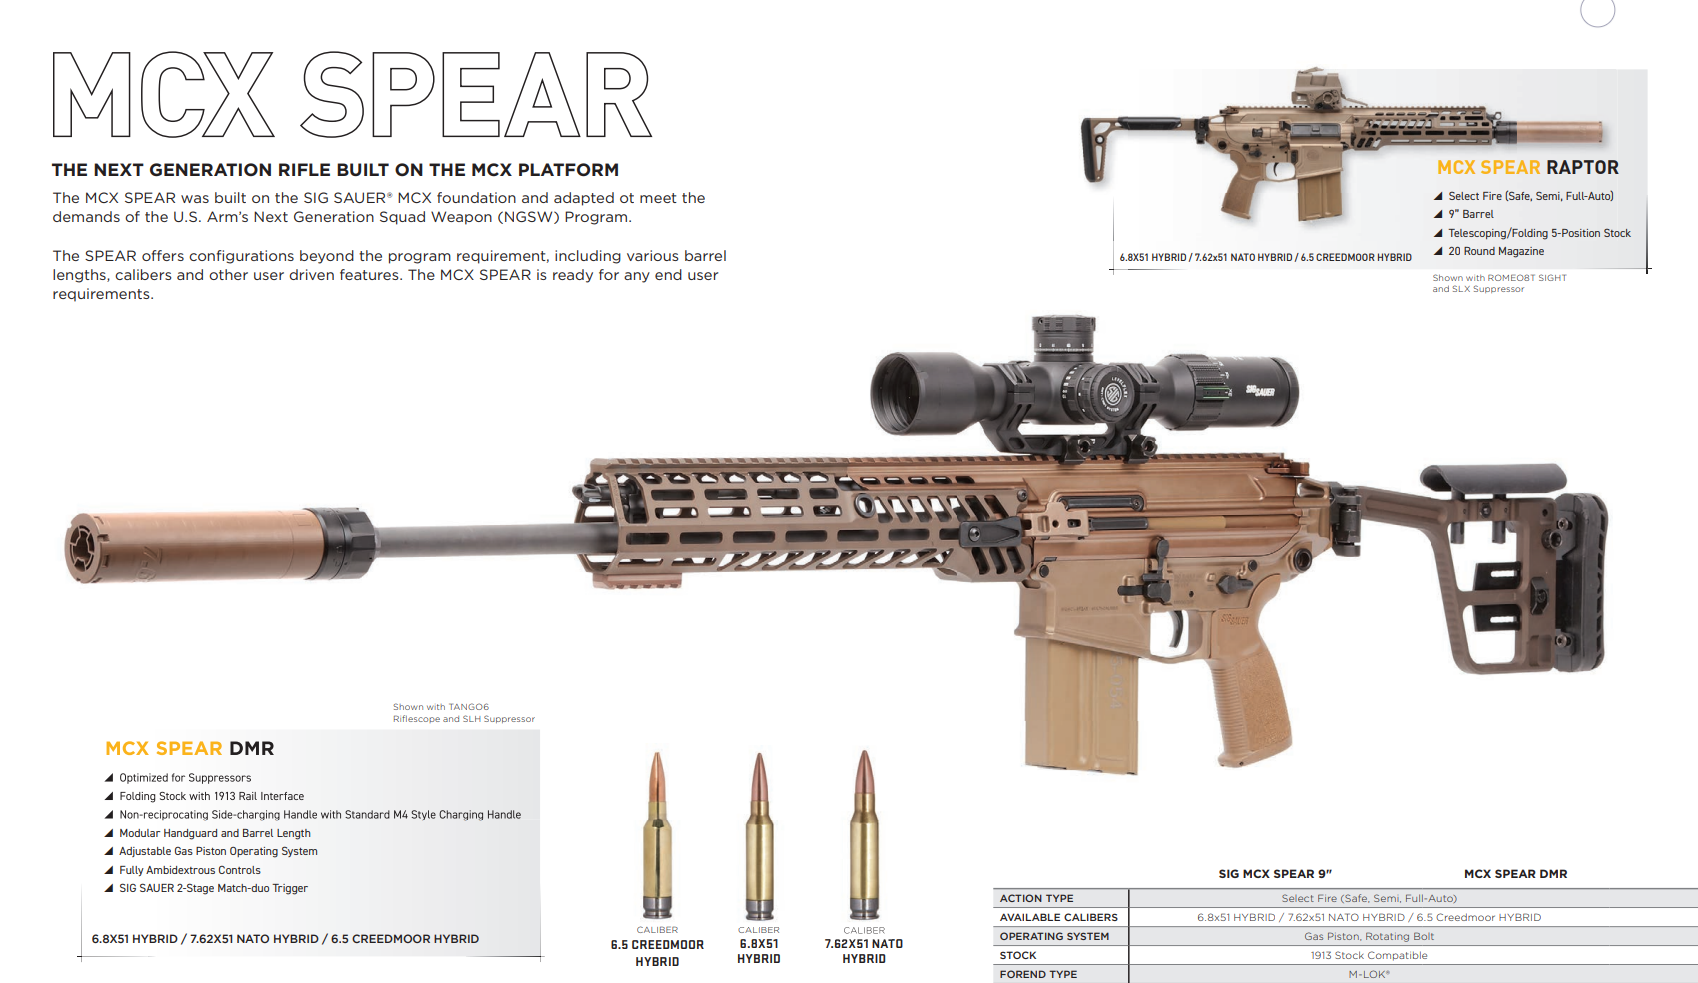 MCX SPEAR
THE NEXT GENERATION RIFLE BUILT ON THE MCX PLATFORM
The MCX SPEAR was built on the SIG SAUER® MCX foundation and adapted ot meet the
demands of the U.S. Arm's Next Generation Squad Weapon (NGSW) Program.
The SPEAR offers configurations beyond the program requirement, including various barrel
lengths, calibers and other user driven features. The MCX SPEAR is ready for any end user
requirements.
MCX SPEAR RAPTOR
Select Fire (Safe, Semi, Full-Auto)
9" Barrel
Telescoping/Folding 5-Position Stock
20 Round Magazine
6.8X51 HYBRID / 7.62x51 NATO HYBRID / 6.5 CREEDMOOR HYBRID
Shown with ROMEO8T SIGHT
and SLX Suppressor
SIG SAUER
SIG SAUER
Shown with TANGO6
Riflescope and SLH Suppressor
MCX SPEAR DMR
Optimized for Suppressors
Folding Stock with 1913 Rail Interface
Non-reciprocating Side-charging Handle with Standard M4 Style Charging Handle
Modular Handguard and Barrel Length
Adjustable Gas Piston Operating System
Fully Ambidextrous Controls
SIG SAUER 2-Stage Match-duo Trigger
6.8X51 HYBRID / 7.62X51 NATO HYBRID / 6.5 CREEDMOOR HYBRID
CALIBER
6.5 CREEDMOOR
HYBRID
CALIBER
6.8X51
HYBRID
CALIBER
7.62X51 NATO
HYBRID
SIG MCX SPEAR 9" MCX SPEAR DMR
ACTION TYPE Select Fire (Safe, Semi, Full-Auto)
AVAILABLE CALIBERS 6.8x51 HYBRID / 7.62x51 NATO HYBRID / 6.5 Creedmoor HYBRID
OPERATING SYSTEM Gas Piston, Rotating Bolt
STOCK 1913 Stock Compatible
FOREND TYPE M-LOK®